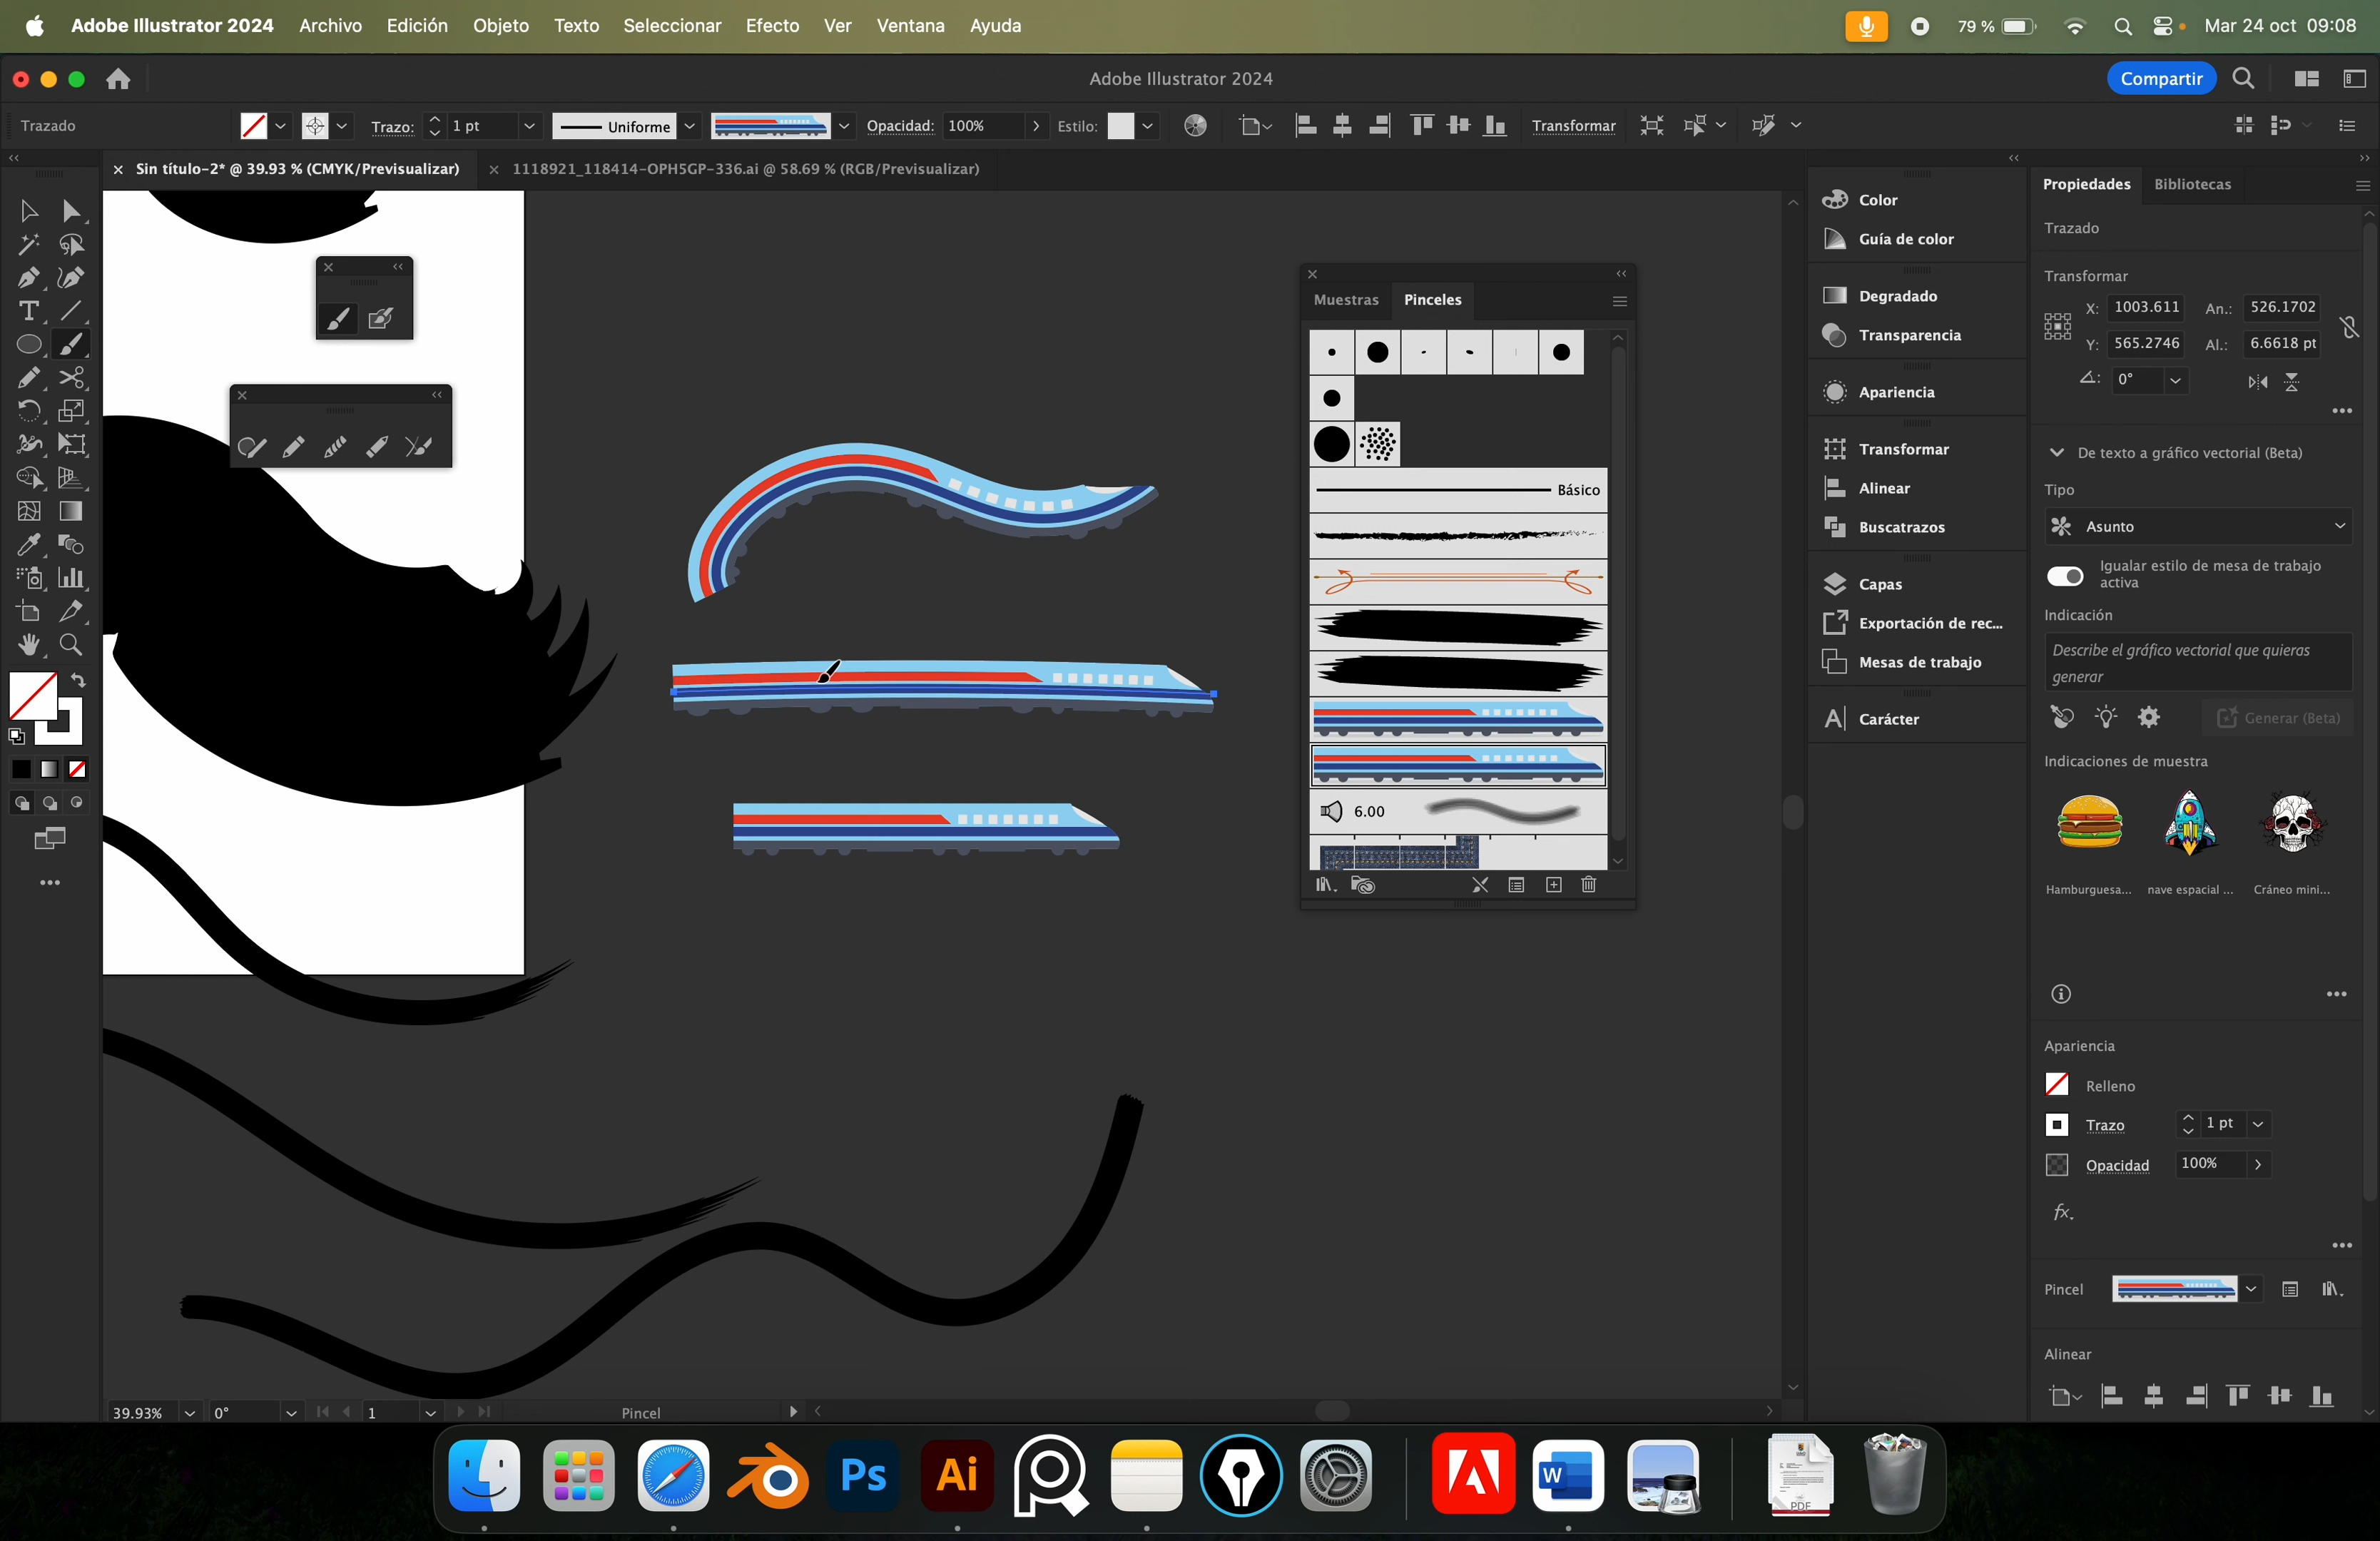 Adobe Illustrator 2024 Archivo Edición Objeto Texto Seleccionar Efecto Ver Ventana Ayuda 79 % Mar 24 oct 09:08
Adobe Illustrator 2024 Compartir
Trazado Trazo: 1 pt Uniforme Opacidad: 100% Estilo: Transformar
Sin título-2* @ 39.93 % (CMYK/Previsualizar) 1118921_118414-OPH5GP-336.ai @ 58.69 % (RGB/Previsualizar)
Muestras Pinceles
Básico
6.00
Color
Guía de color
Degradado
Transparencia
Apariencia
Transformar
Alinear
Buscatrazos
Capas
Exportación de rec...
Mesas de trabajo
Carácter
Propiedades Bibliotecas
Trazado
Transformar
X: 1003.611 An.: 526.1702
Y: 565.2746 Al.: 6.6618 pt
0°
De texto a gráfico vectorial (Beta)
Tipo
Asunto
Igualar estilo de mesa de trabajo
activa
Indicación
Describe el gráfico vectorial que quieras
generar
Generar (Beta)
Indicaciones de muestra
Hamburguesa... nave espacial ... Cráneo mini...
Apariencia
Relleno
Trazo 1 pt
Opacidad 100%
fx
Pincel
Alinear
39.93% 0° 1 Pincel
Ps Ai W PDF